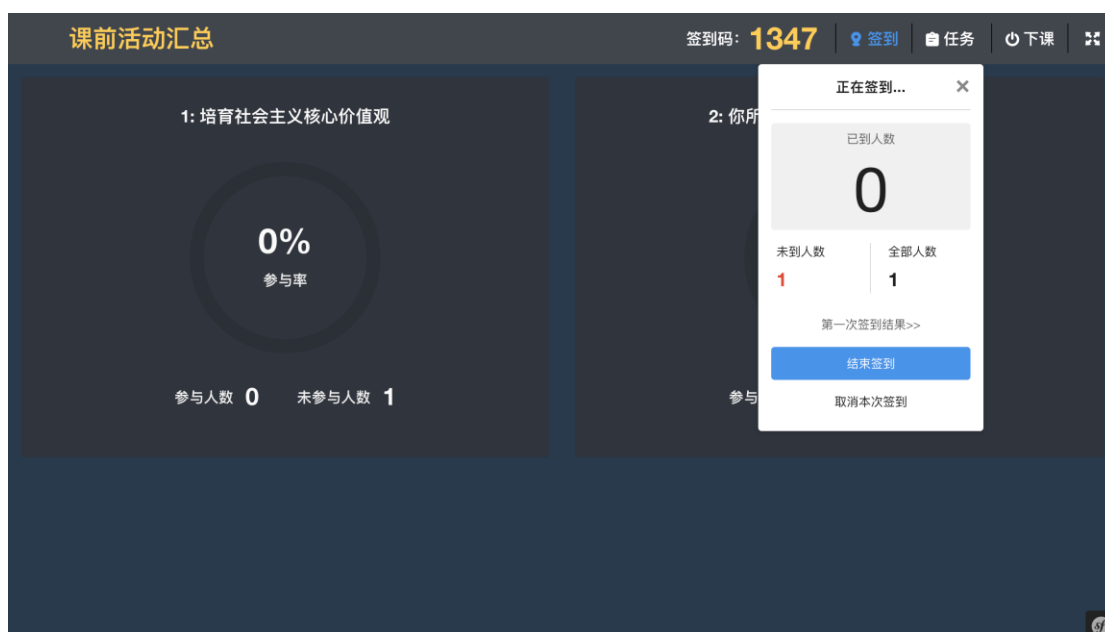 课前活动汇总
签到码：1347
签到
任务
下课
1: 培育社会主义核心价值观
0%
参与率
参与人数 0 未参与人数 1
2: 你所
参与
正在签到... ×
已到人数
0
未到人数 全部人数
1 1
第一次签到结果>>
结束签到
取消本次签到
sf